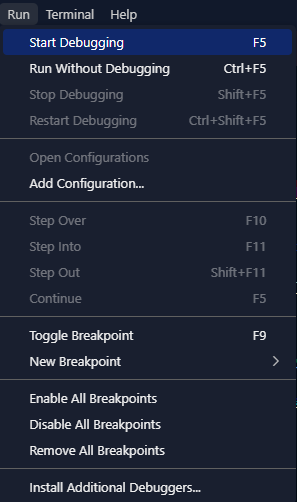 Run Terminal Help
Start Debugging F5
Run Without Debugging Ctrl+F5
Stop Debugging Shift+F5
Restart Debugging Ctrl+Shift+F5
Open Configurations
Add Configuration...
Step Over F10
Step Into F11
Step Out Shift+F11
Continue F5
Toggle Breakpoint F9
New Breakpoint
Enable All Breakpoints
Disable All Breakpoints
Remove All Breakpoints
Install Additional Debuggers...